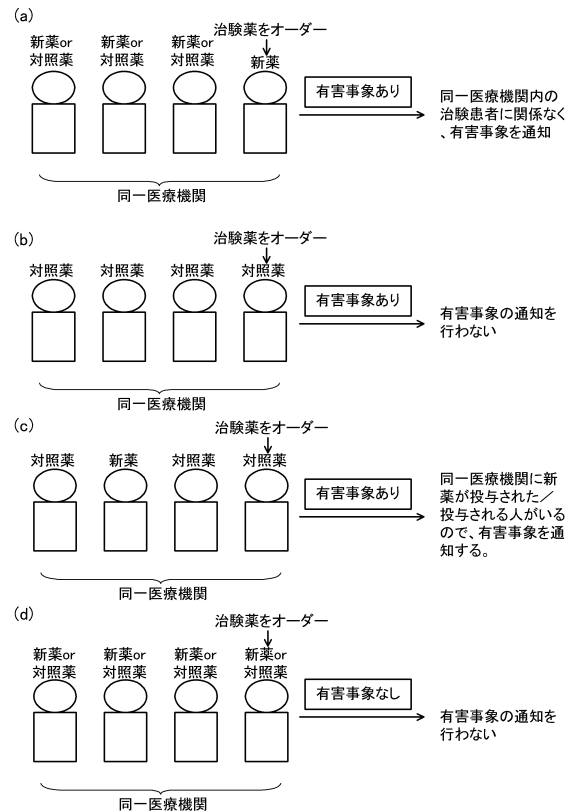 (a)
治験薬をオーダー
新薬or
対照薬
新薬or
対照薬
新薬or
対照薬
新薬
有害事象あり
同一医療機関内の
治験患者に関係なく
、有害事象を通知
同一医療機関
(b)
治験薬をオーダー
対照薬
対照薬
対照薬
対照薬
有害事象あり
有害事象の通知を
行わない
同一医療機関
(c)
治験薬をオーダー
対照薬
新薬
対照薬
対照薬
有害事象あり
同一医療機関に新
薬が投与された／
投与される人がいる
ので、有害事象を通
知する。
同一医療機関
(d)
治験薬をオーダー
新薬or
対照薬
新薬or
対照薬
新薬or
対照薬
新薬or
対照薬
有害事象なし
有害事象の通知を
行わない
同一医療機関